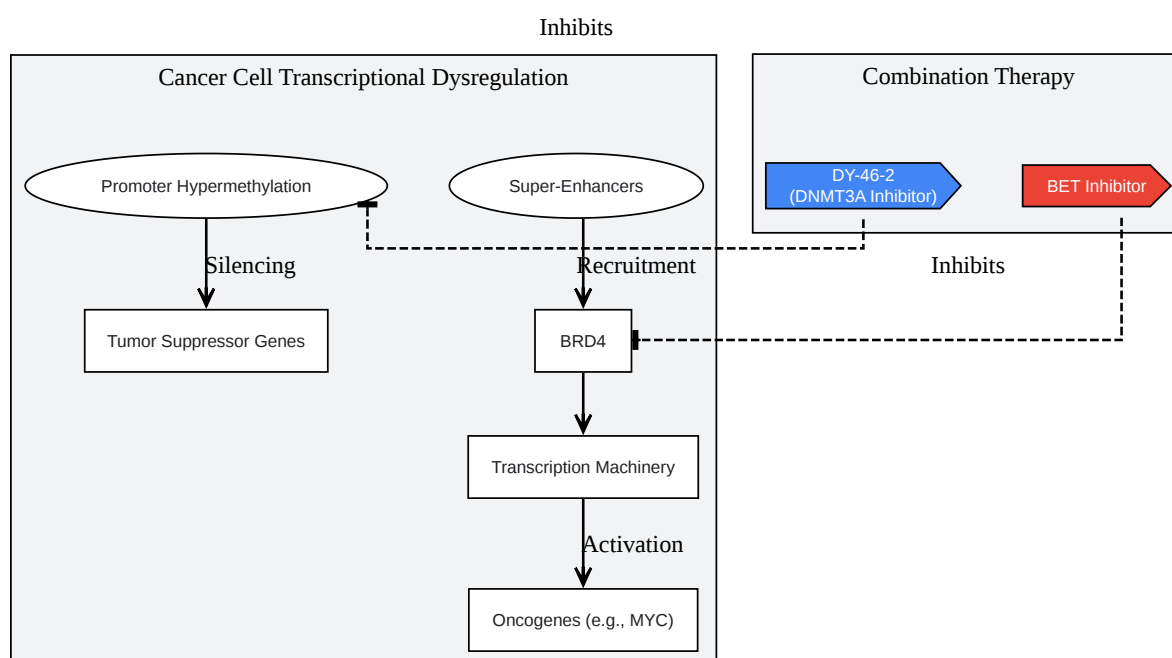 Inhibits
Cancer Cell Transcriptional Dysregulation
Combination Therapy
Promoter Hypermethylation
Super-Enhancers
DY-46-2
(DNMT3A Inhibitor)
BET Inhibitor
Silencing
Recruitment
Inhibits
Tumor Suppressor Genes
BRD4
Transcription Machinery
Activation
Oncogenes (e.g., MYC)